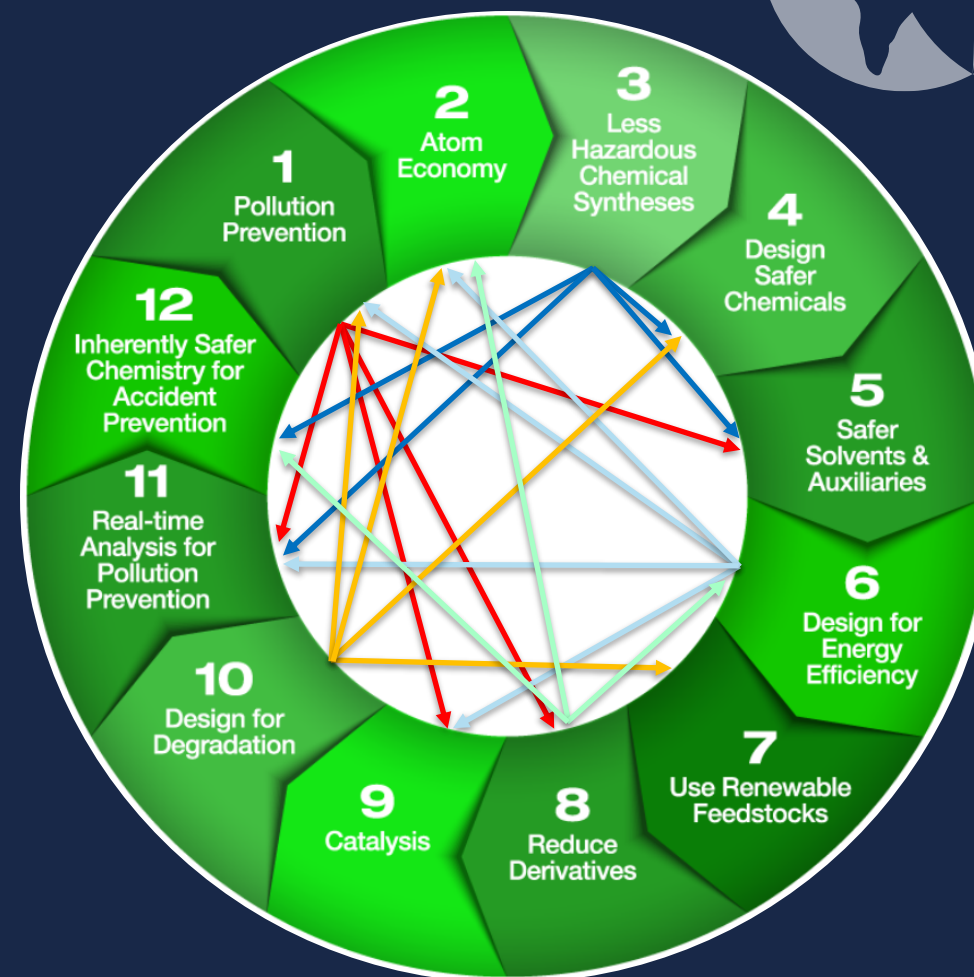 1
Pollution
Prevention
2
Atom
Economy
3
Less
Hazardous
Chemical
Syntheses
4
Design
Safer
Chemicals
5
Safer
Solvents &
Auxiliaries
6
Design for
Energy
Efficiency
7
Use Renewable
Feedstocks
8
Reduce
Derivatives
9
Catalysis
10
Design for
Degradation
11
Real-time
Analysis for
Pollution
Prevention
12
Inherently Safer
Chemistry for
Accident
Prevention